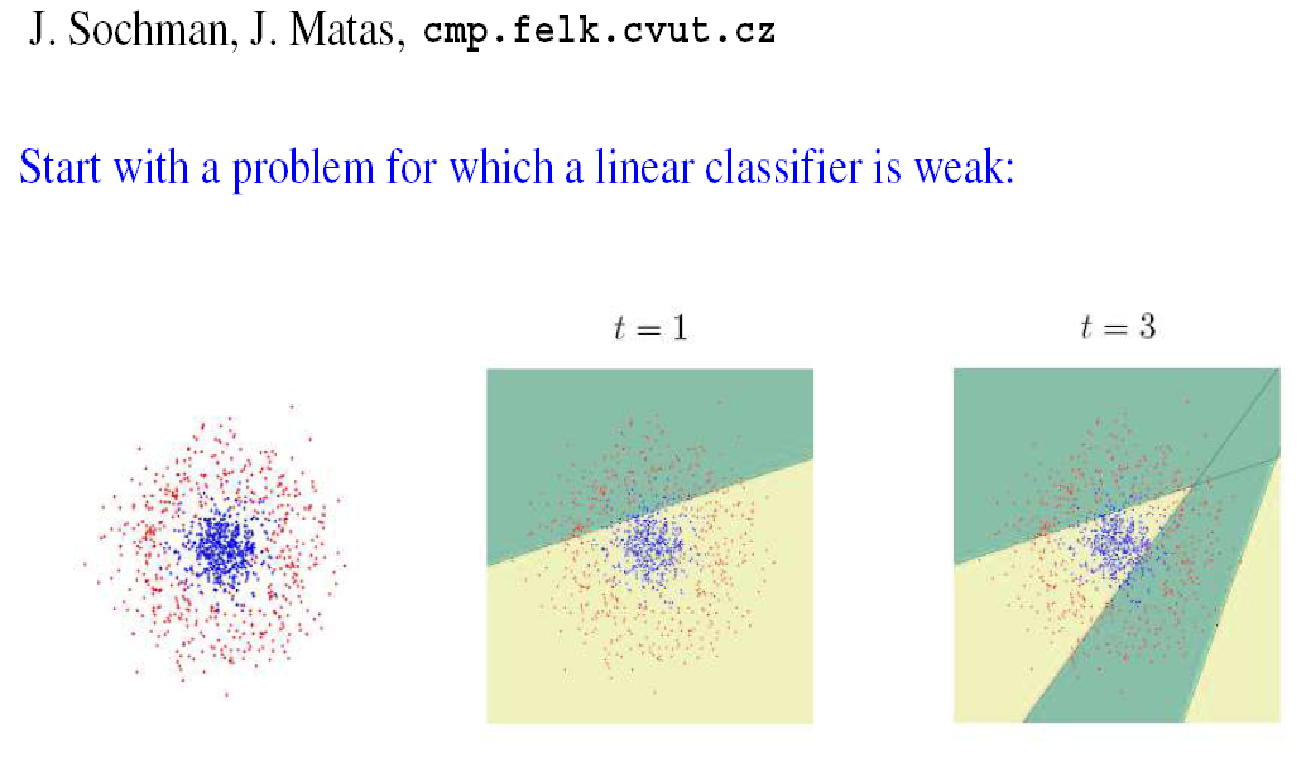 J. Sochman, J. Matas, cmp.felk.cvut.cz
Start with a problem for which a linear classifier is weak:
t = 1
t = 3